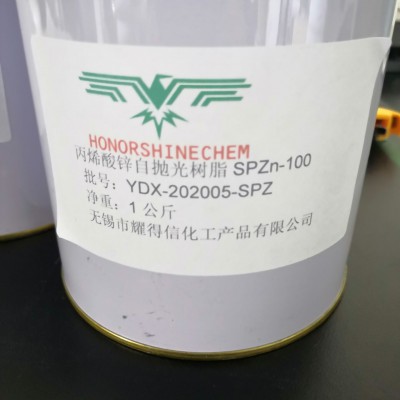 HONORSHINECHEM
丙烯酸锌自抛光树脂 SPZn-100
批号: YDX-202005-SPZ
净重: 1 公斤
无锡市耀得信化工产品有限公司